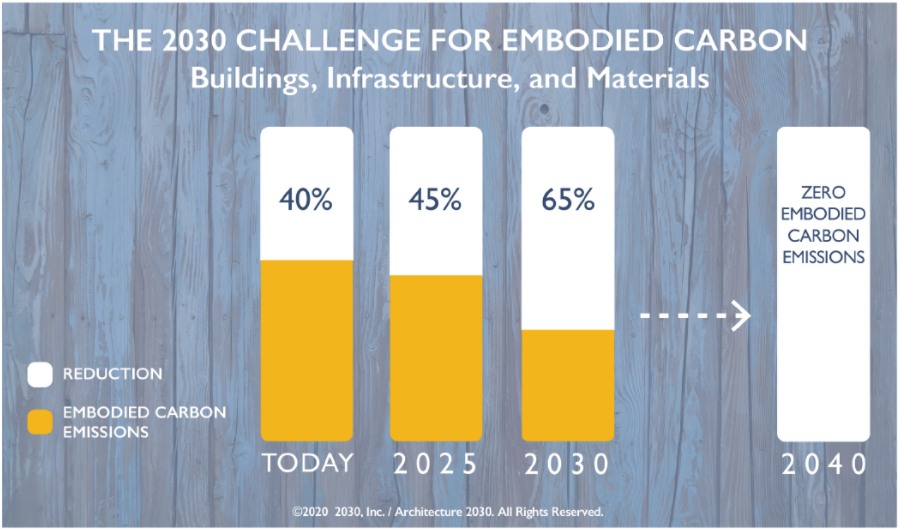 THE 2030 CHALLENGE FOR EMBODIED CARBON
Buildings, Infrastructure, and Materials
40%
45%
65%
ZERO
EMBODIED
CARBON
EMISSIONS
REDUCTION
EMBODIED CARBON
EMISSIONS
TODAY
2025
2030
2040
©2020 2030, Inc. / Architecture 2030. All Rights Reserved.